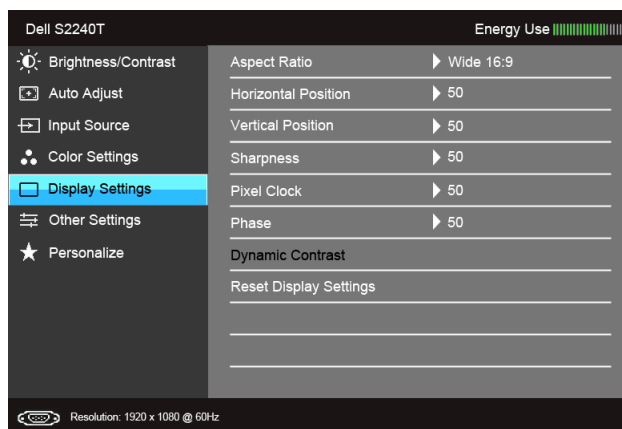 Dell S2240T
Energy Use
Brightness/Contrast
Auto Adjust
Input Source
Color Settings
Display Settings
Other Settings
Personalize
Aspect Ratio Wide 16:9
Horizontal Position 50
Vertical Position 50
Sharpness 50
Pixel Clock 50
Phase 50
Dynamic Contrast
Reset Display Settings
Resolution: 1920 x 1080 @ 60Hz